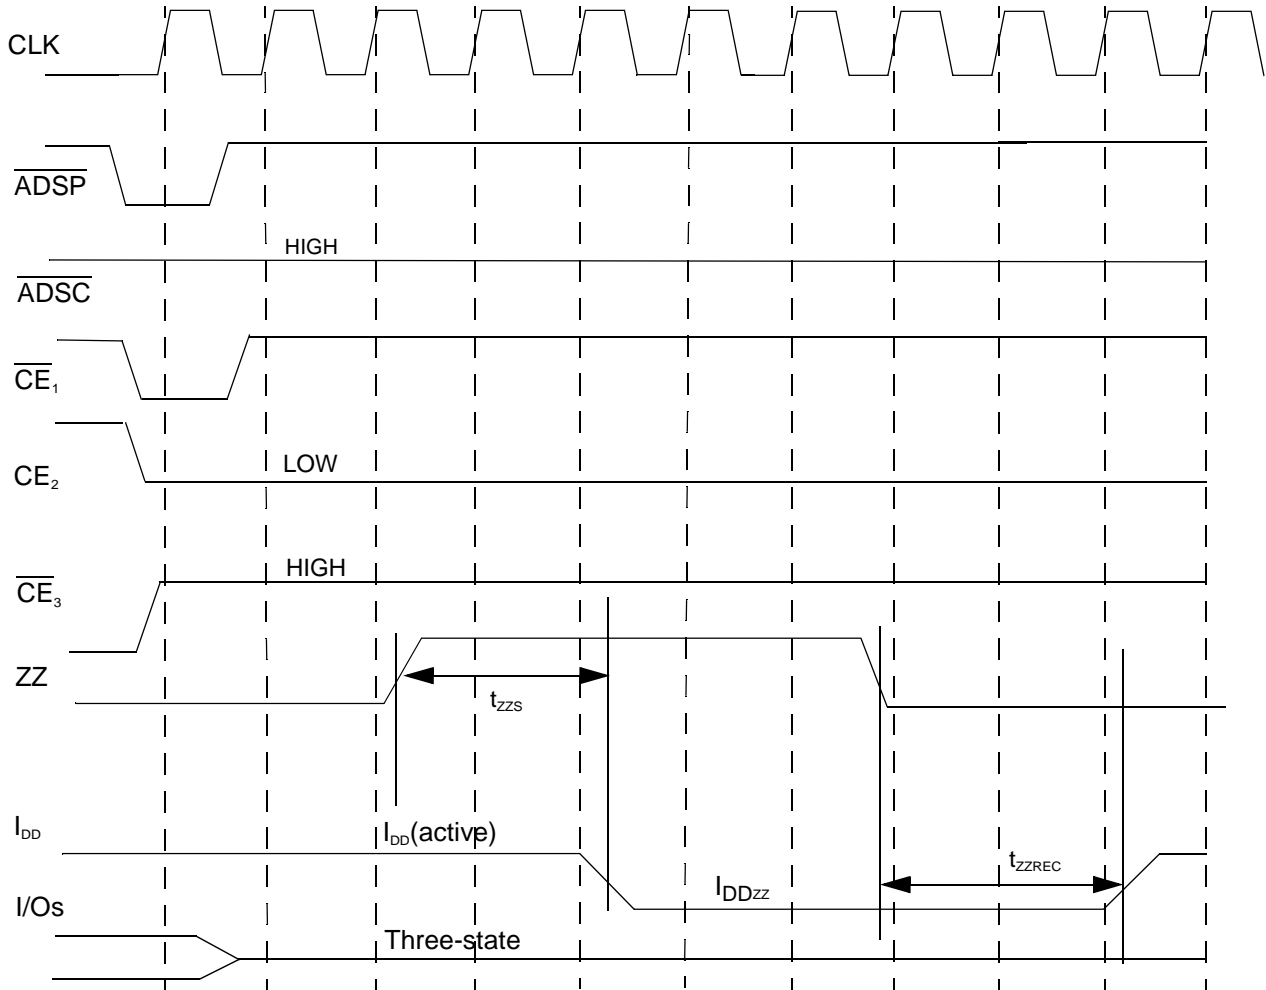 CLK
ADSP
HIGH
ADSC
CE1
LOW
CE2
HIGH
CE3
ZZ
tZZS
IDD
IDD(active)
tZZREC
IDDZZ
I/Os
Three-state